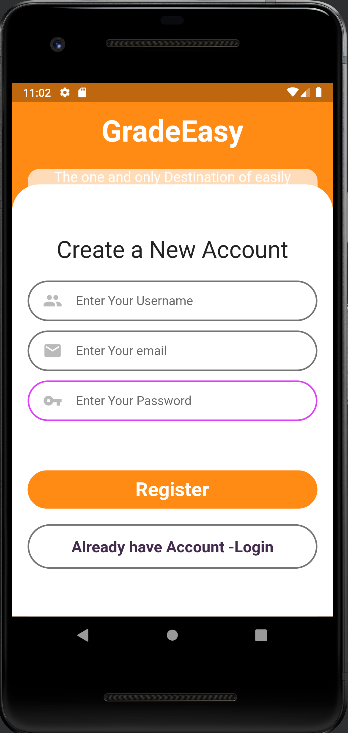 11:02
GradeEasy
The one and only Destination of easily
Create a New Account
Enter Your Username
Enter Your email
Enter Your Password
Register
Already have Account -Login